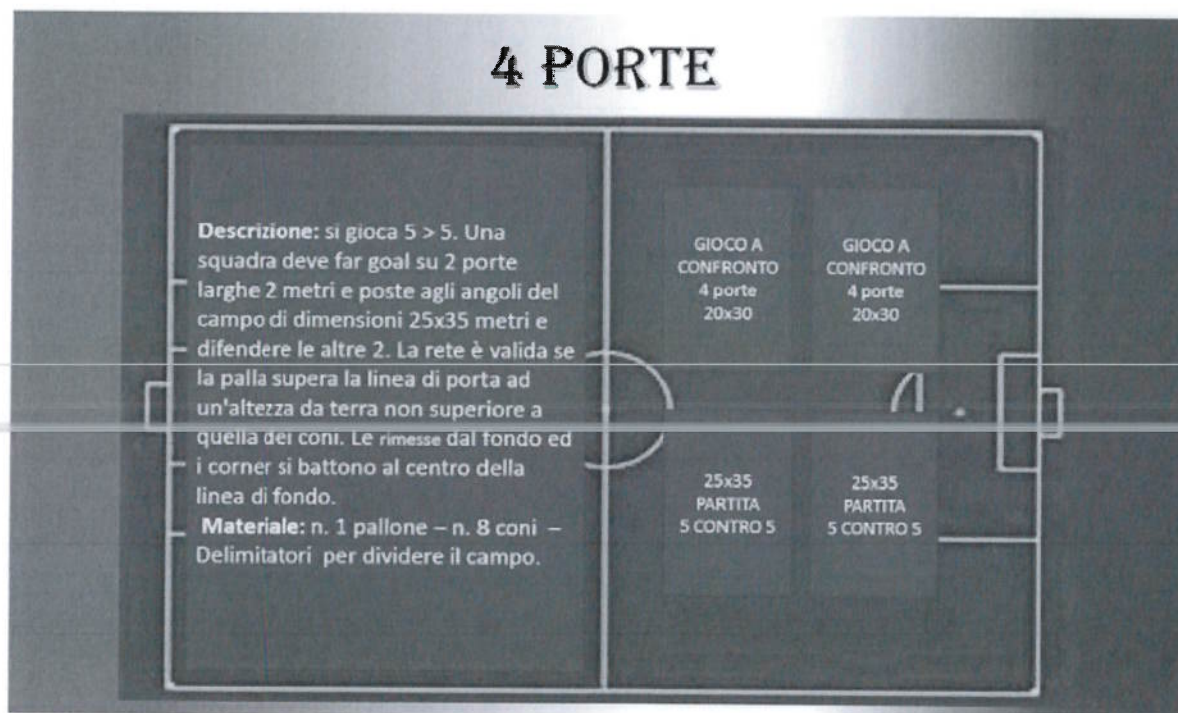 4 PORTE
Descrizione: si gioca 5 > 5. Una
squadra deve far goal su 2 porte
larghe 2 metri e poste agli angoli del
campo di dimensioni 25x35 metri e
difendere le altre 2. La rete è valida se
la palla supera la linea di porta ad
un'altezza da terra non superiore a
quella dei coni. Le rimesse dal fondo ed
i corner si battono al centro della
linea di fondo.
Materiale: n. 1 pallone – n. 8 coni –
Delimitatori per dividere il campo.
GIOCO A
CONFRONTO
4 porte
20x30
GIOCO A
CONFRONTO
4 porte
20x30
25x35
PARTITA
5 CONTRO 5
25x35
PARTITA
5 CONTRO 5